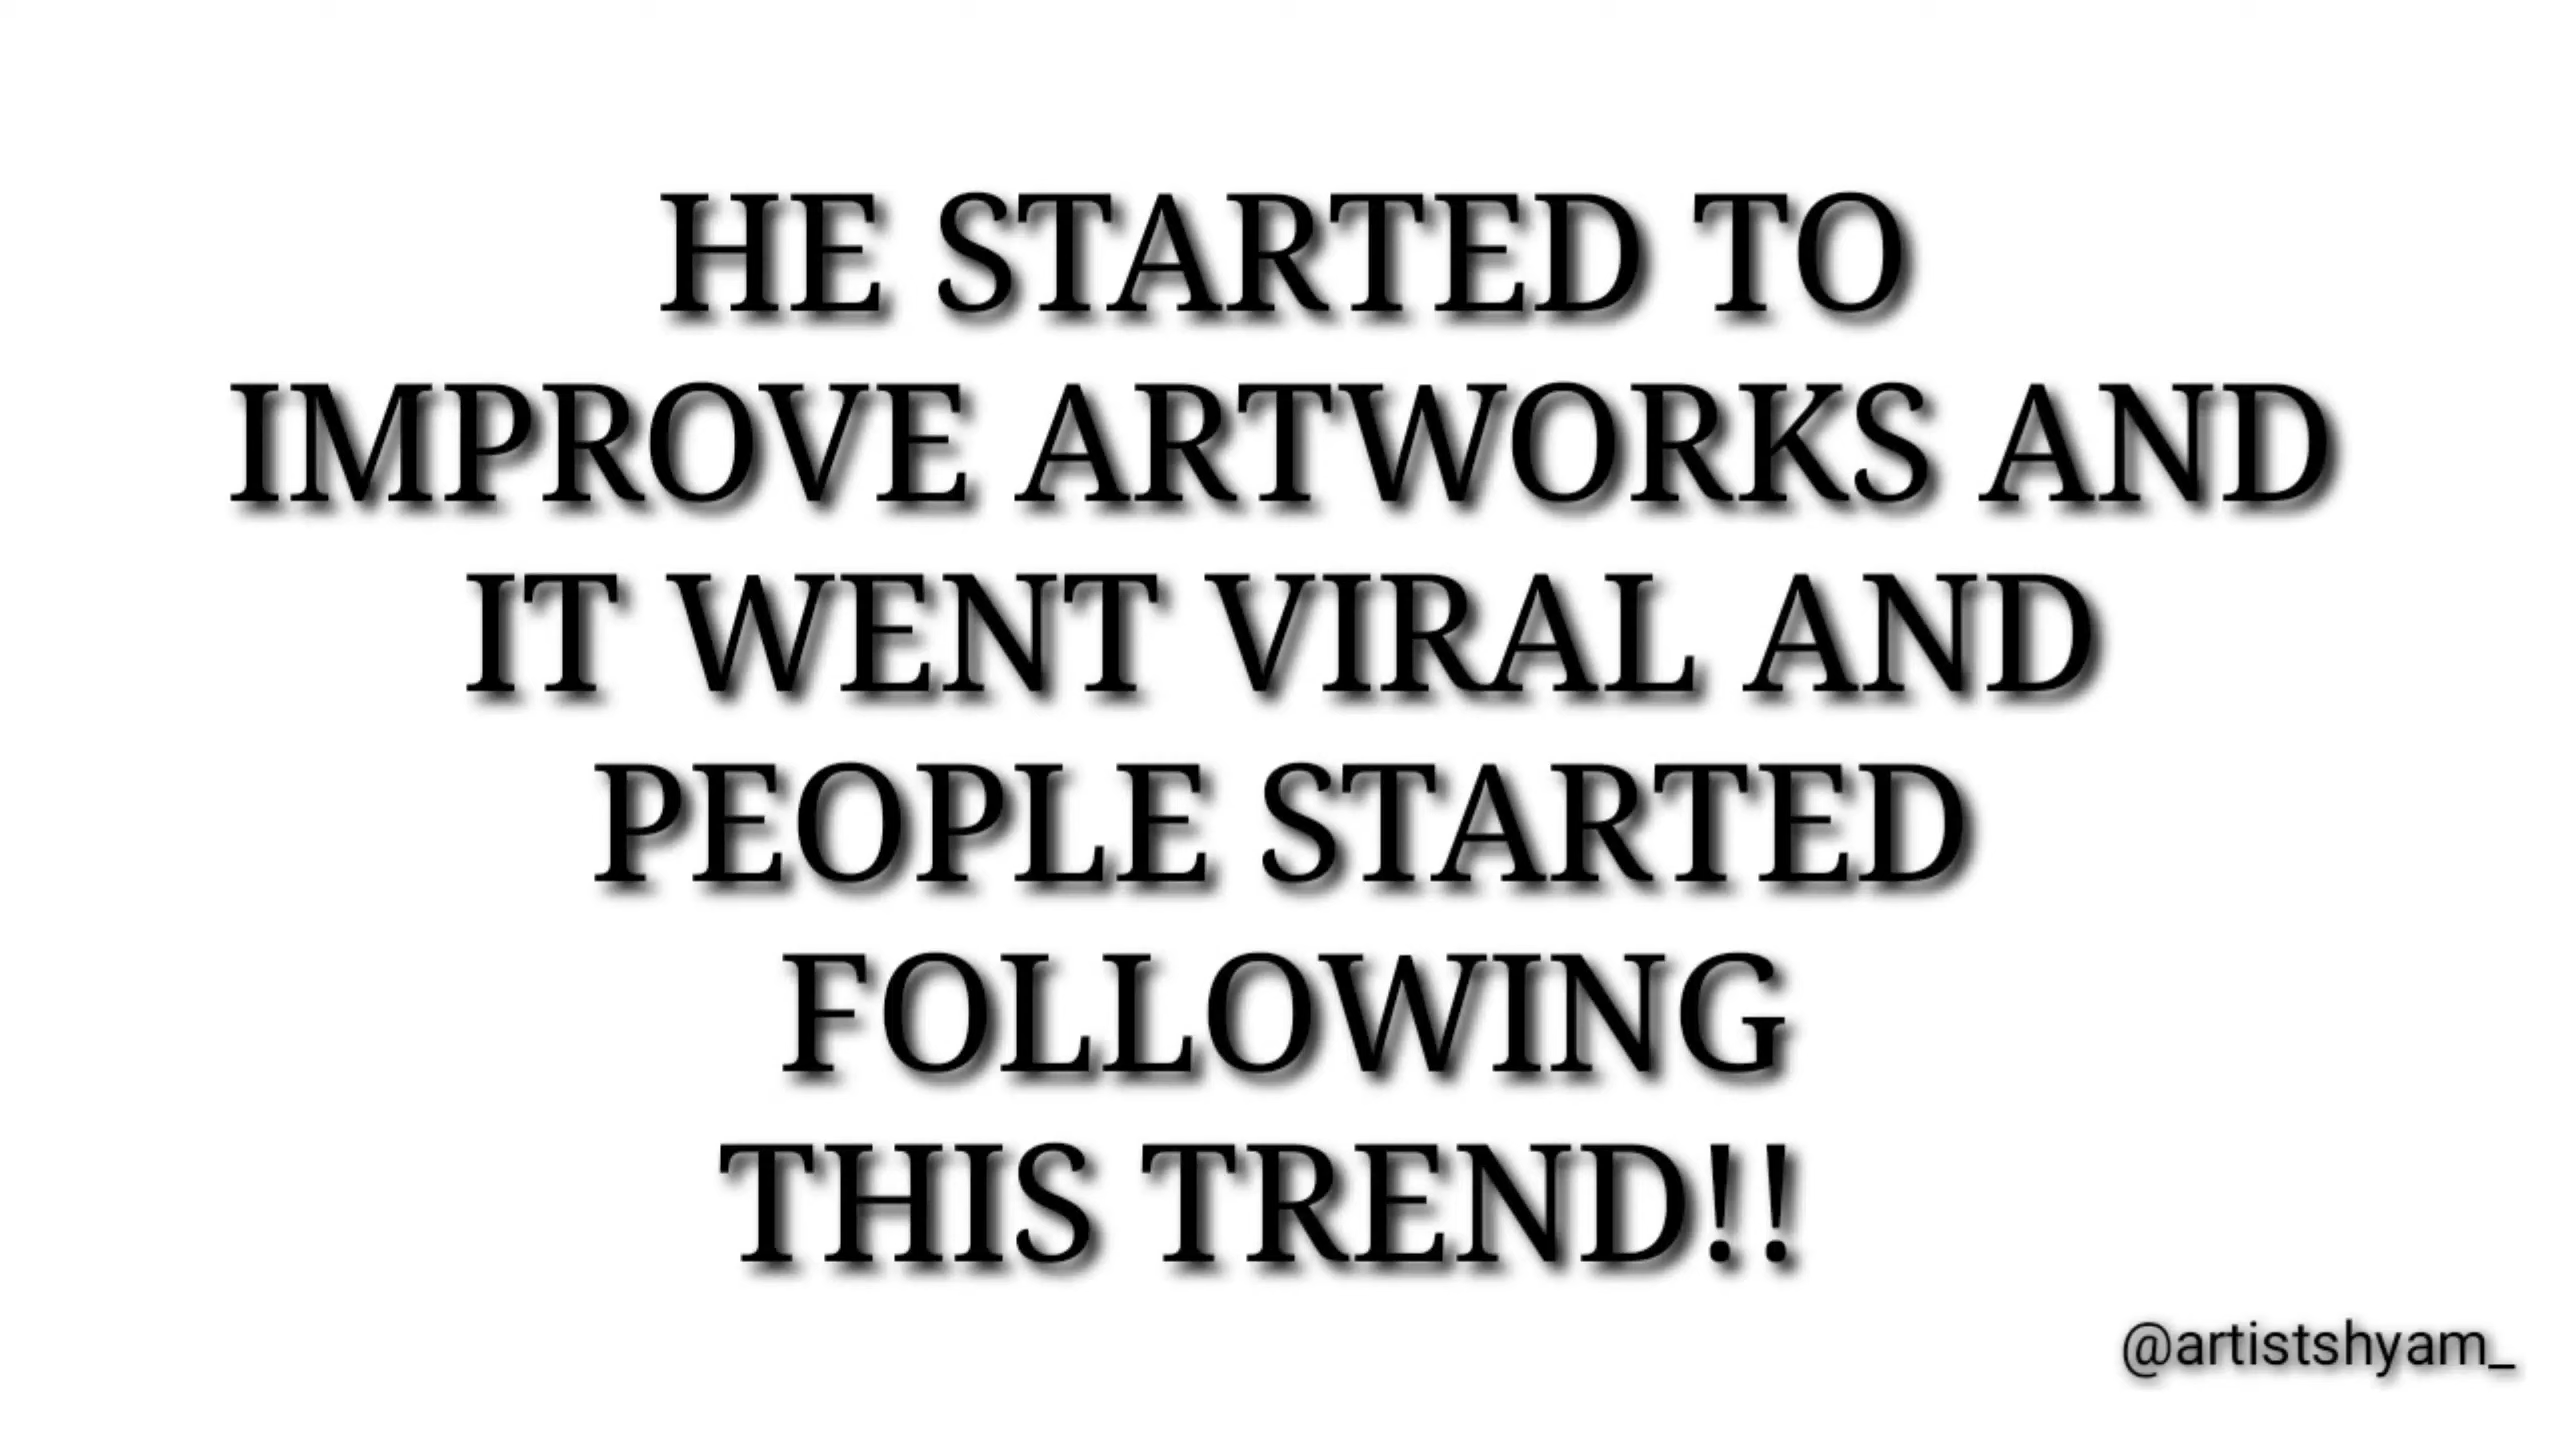 HE STARTED TO
IMPROVE ARTWORKS AND
IT WENT VIRAL AND
PEOPLE STARTED
FOLLOWING
THIS TREND!!
@artistshyam_